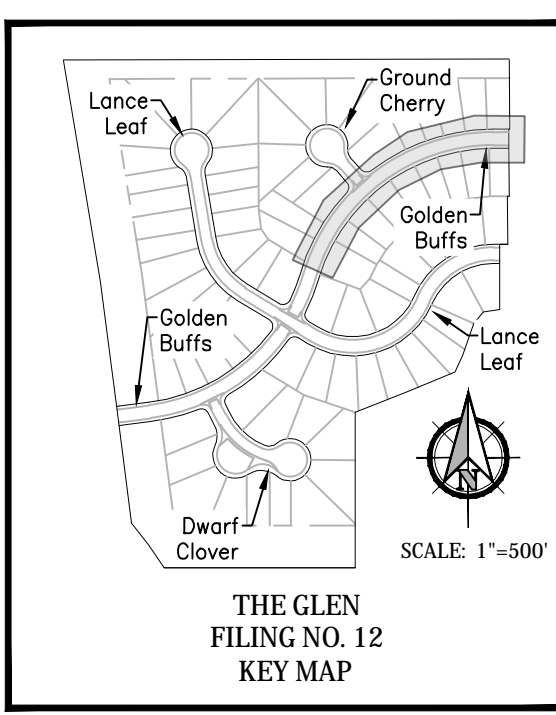 Ground
Cherry
Lance
Leaf
Golden
Buffs
Golden
Buffs
Lance
Leaf
Dwarf
Clover
N
SCALE: 1"=500'
THE GLEN
FILING NO. 12
KEY MAP